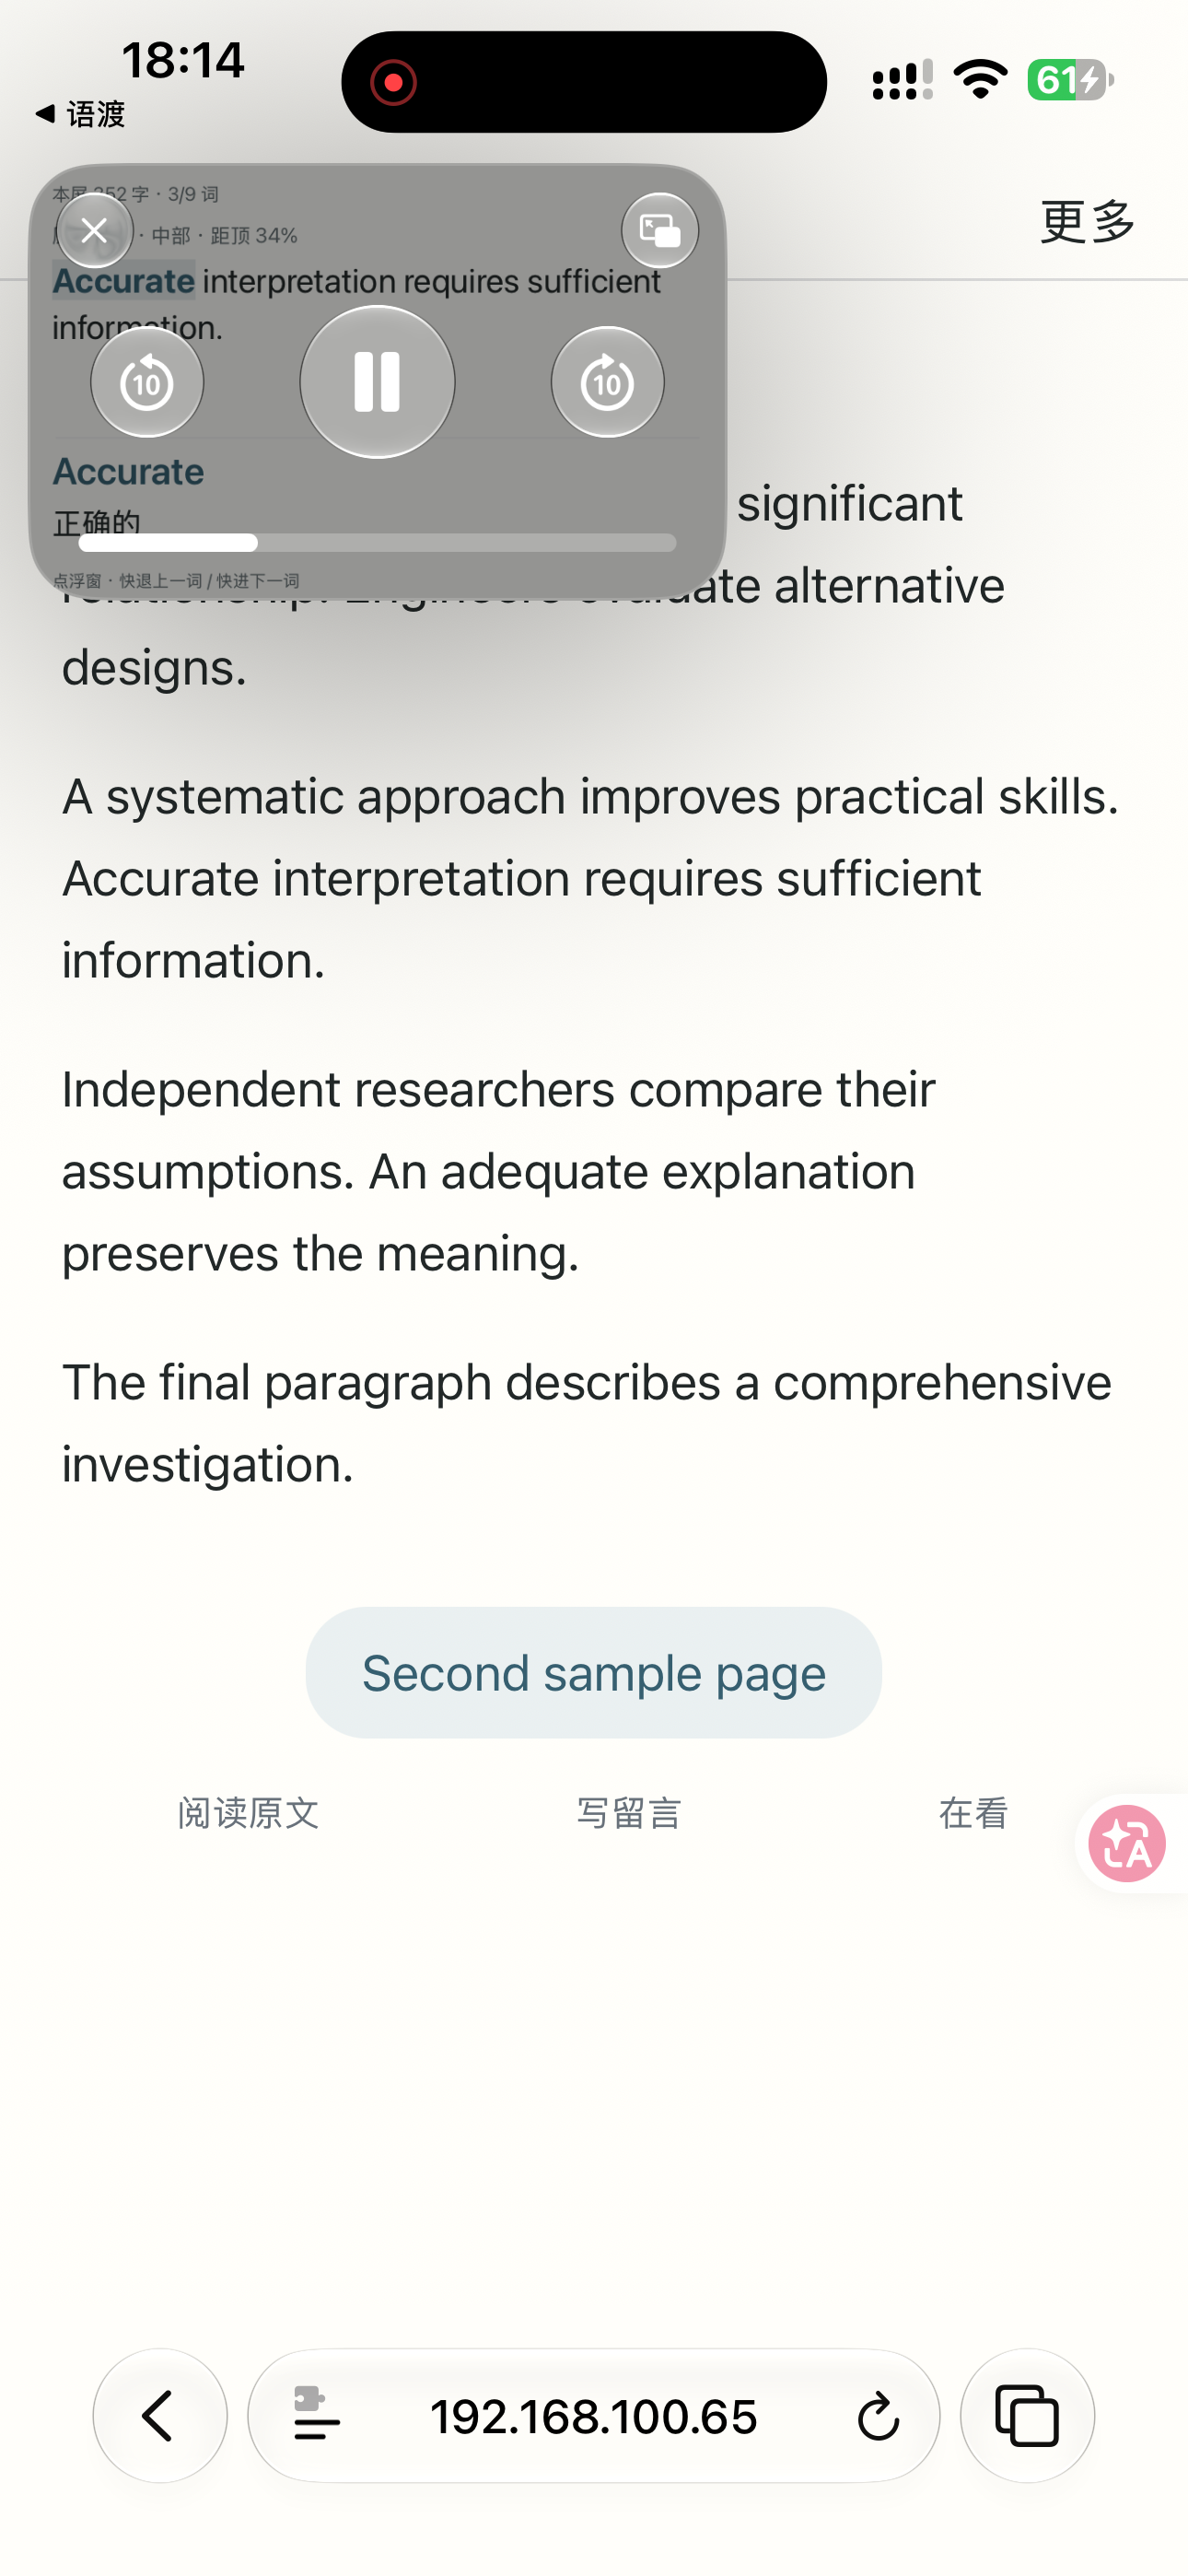 18:14
61
语渡
更多
本屏 252 字 · 3/9 词
· 中部 · 距顶 34%
Accurate interpretation requires sufficient
information.
10
10
Accurate
正确的
点浮窗 · 快退上一词 / 快进下一词
significant
alternative
designs.
A systematic approach improves practical skills.
Accurate interpretation requires sufficient
information.
Independent researchers compare their
assumptions. An adequate explanation
preserves the meaning.
The final paragraph describes a comprehensive
investigation.
Second sample page
阅读原文
写留言
在看
A
192.168.100.65